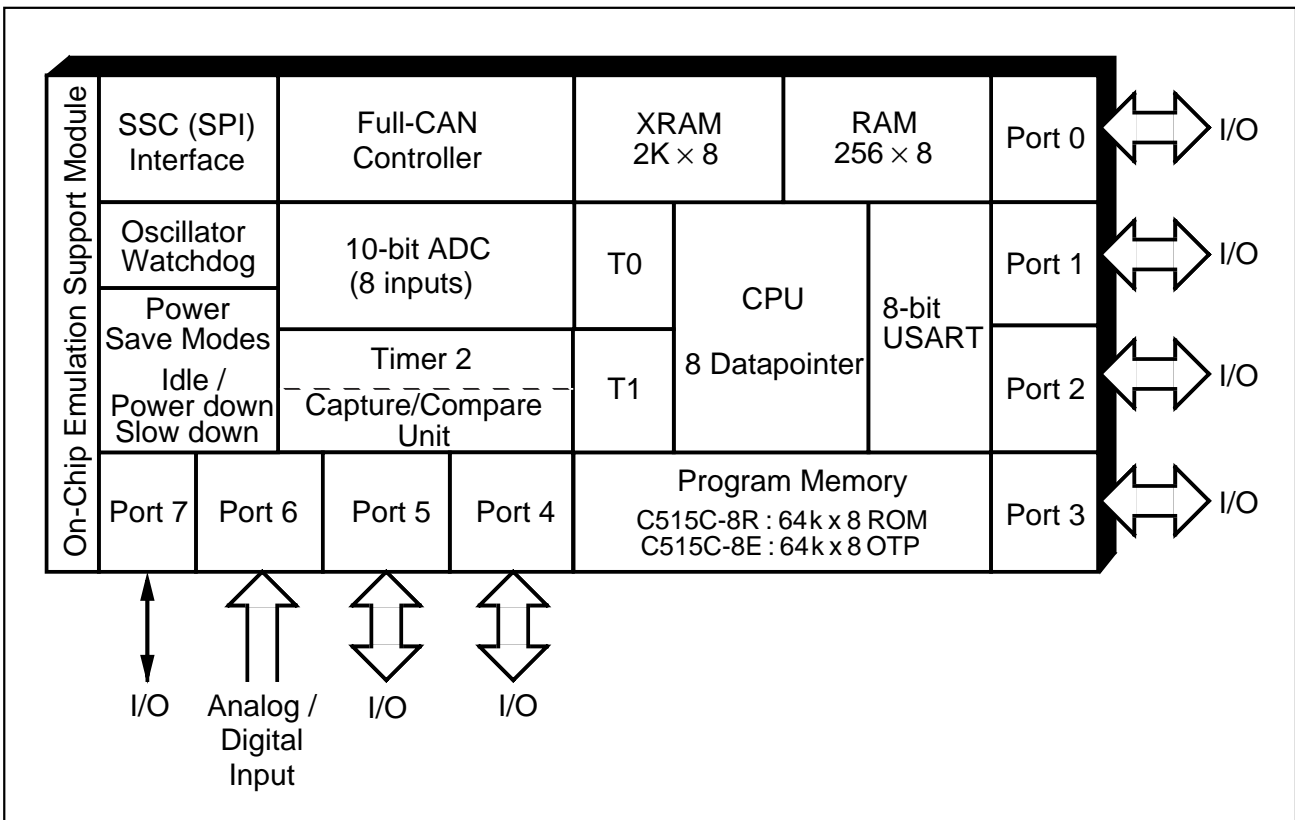 On-Chip Emulation Support Module
SSC (SPI)
Interface
Full-CAN
Controller
XRAM
2K × 8
RAM
256 × 8
Port 0
I/O
Oscillator
Watchdog
10-bit ADC
(8 inputs)
T0
CPU
8 Datapointer
8-bit
USART
Port 1
I/O
Power
Save Modes
Idle /
Power down
Slow down
Timer 2
Capture/Compare
Unit
T1
Port 2
I/O
Port 7
Port 6
Port 5
Port 4
Program Memory
C515C-8R : 64k x 8 ROM
C515C-8E : 64k x 8 OTP
Port 3
I/O
I/O
Analog /
Digital
Input
I/O
I/O